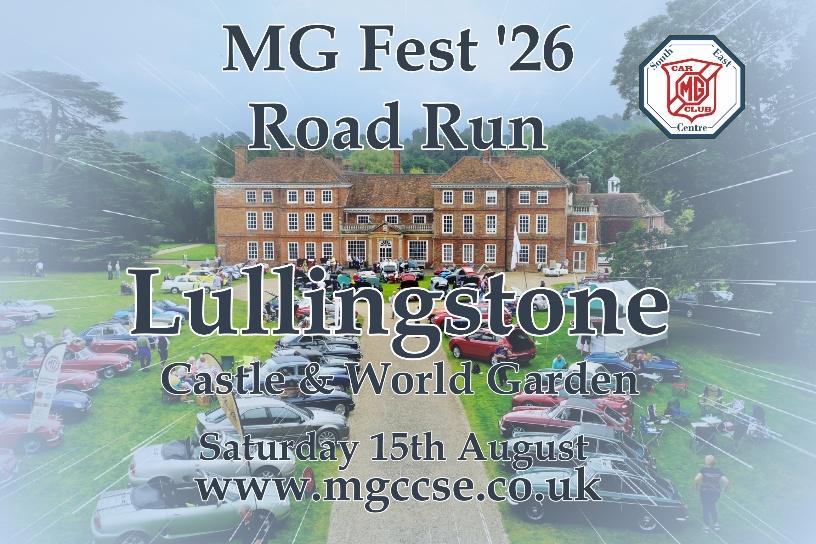 MG Fest '26
Road Run
South East
CAR
MG
CLUB
Centre
Lullingstone
Castle & World Garden
Saturday 15th August
www.mgccse.co.uk